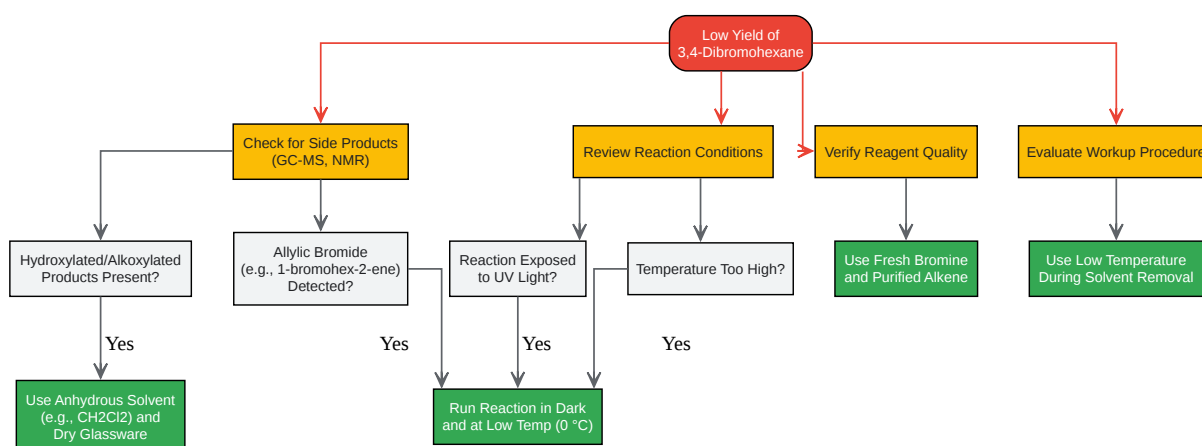 Low Yield of
3,4-Dibromohexane
Check for Side Products
(GC-MS, NMR)
Review Reaction Conditions
Verify Reagent Quality
Evaluate Workup Procedure
Hydroxylated/Alkoxylated
Products Present?
Allylic Bromide
(e.g., 1-bromohex-2-ene)
Detected?
Reaction Exposed
to UV Light?
Temperature Too High?
Use Fresh Bromine
and Purified Alkene
Use Low Temperature
During Solvent Removal
Yes
Yes
Yes
Yes
Use Anhydrous Solvent
(e.g., CH2Cl2) and
Dry Glassware
Run Reaction in Dark
and at Low Temp (0 °C)